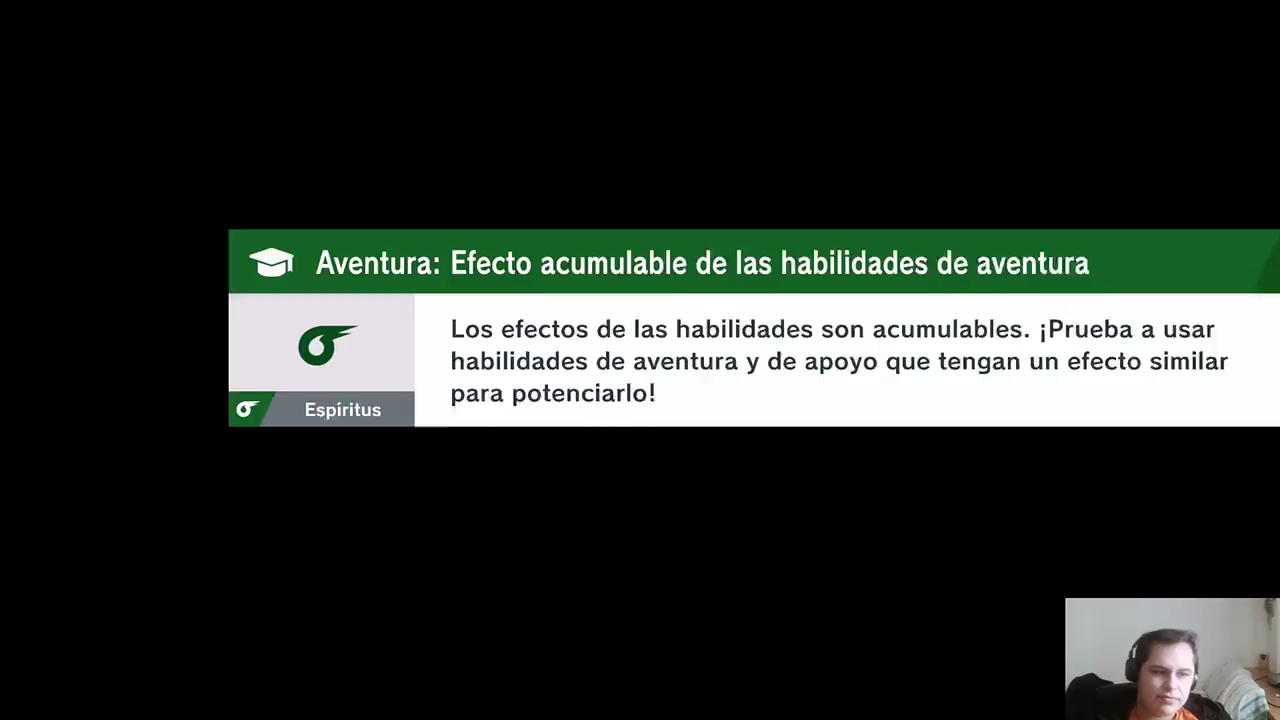 Aventura: Efecto acumulable de las habilidades de aventura
Los efectos de las habilidades son acumulables. ¡Prueba a usar
habilidades de aventura y de apoyo que tengan un efecto similar
para potenciarlo!
Espíritus